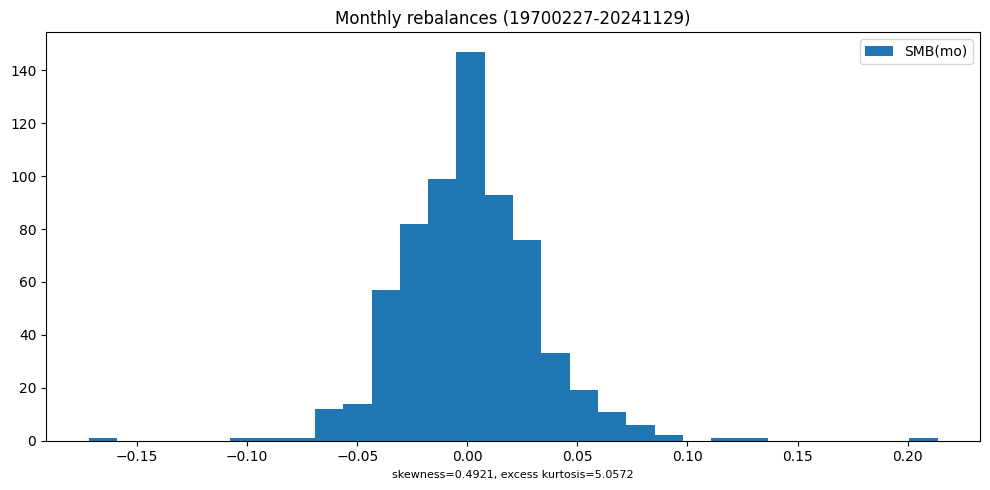 Monthly rebalances (19700227-20241129)
SMB(mo)
140
120
100
80
60
40
20
0
−0.15 −0.10 −0.05 0.00 0.05 0.10 0.15 0.20
skewness=0.4921, excess kurtosis=5.0572